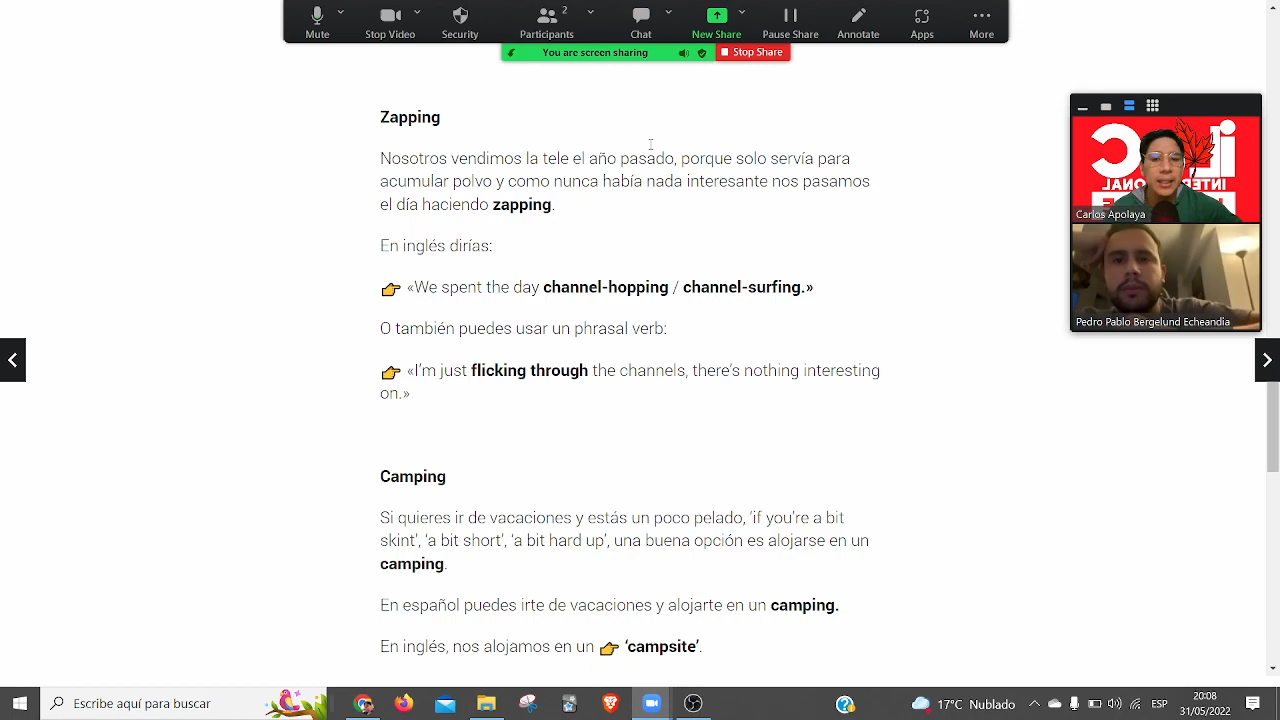 Mute
Stop Video
Security
2
Participants
Chat
New Share
Pause Share
Annotate
Apps
More
You are screen sharing
Stop Share
Zapping
Nosotros vendimos la tele el año pasado, porque solo servía para
acumular polvo y como nunca había nada interesante nos pasamos
el día haciendo zapping.
En inglés dirías:
👉 «We spent the day channel-hopping / channel-surfing.»
O también puedes usar un phrasal verb:
👉 «I’m just flicking through the channels, there’s nothing interesting
on.»
Camping
Si quieres ir de vacaciones y estás un poco pelado, ‘if you’re a bit
skint’, ‘a bit short’, ‘a bit hard up’, una buena opción es alojarse en un
camping.
En español puedes irte de vacaciones y alojarte en un camping.
En inglés, nos alojamos en un 👉 ‘campsite’.
ILC
INTERNATIONAL
Carlos Apolaya
Pedro Pablo Bergelund Echeandia
Escribe aquí para buscar
17°C Nublado
ESP
20:08
31/05/2022